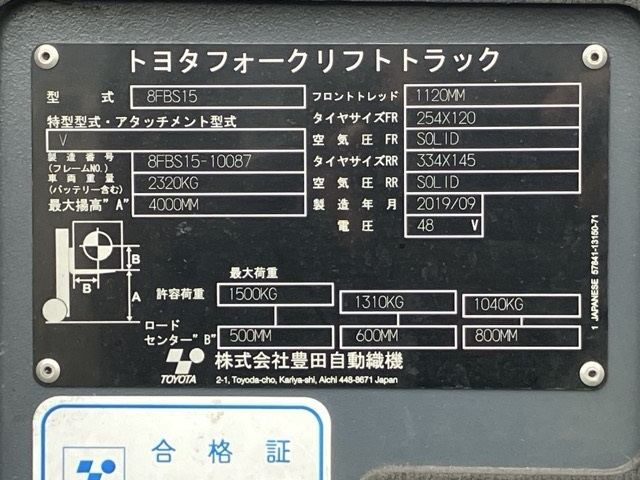 トヨタフォークリフトトラック
型 式 8FBS15
特型型式・アタッチメント型式
V
製造番号 (フレームNO.) 8FBS15-10087
車両重量 (バッテリー含む) 2320KG
最大揚高"A" 4000MM
フロントトレッド 1120MM
タイヤサイズFR 254X120
空気圧 FR SOLID
タイヤサイズRR 334X145
空気圧 RR SOLID
製造年月 2019/09
電圧 48 V
B
B
A
最大荷重
許容荷重 1500KG 1310KG 1040KG
ロード
センター"B" 500MM 600MM 800MM
TOYOTA
株式会社豊田自動織機
2-1, Toyoda-cho, Kariya-shi, Aichi 448-8671 Japan
1 JAPANESE 57841-13150-71
合格証